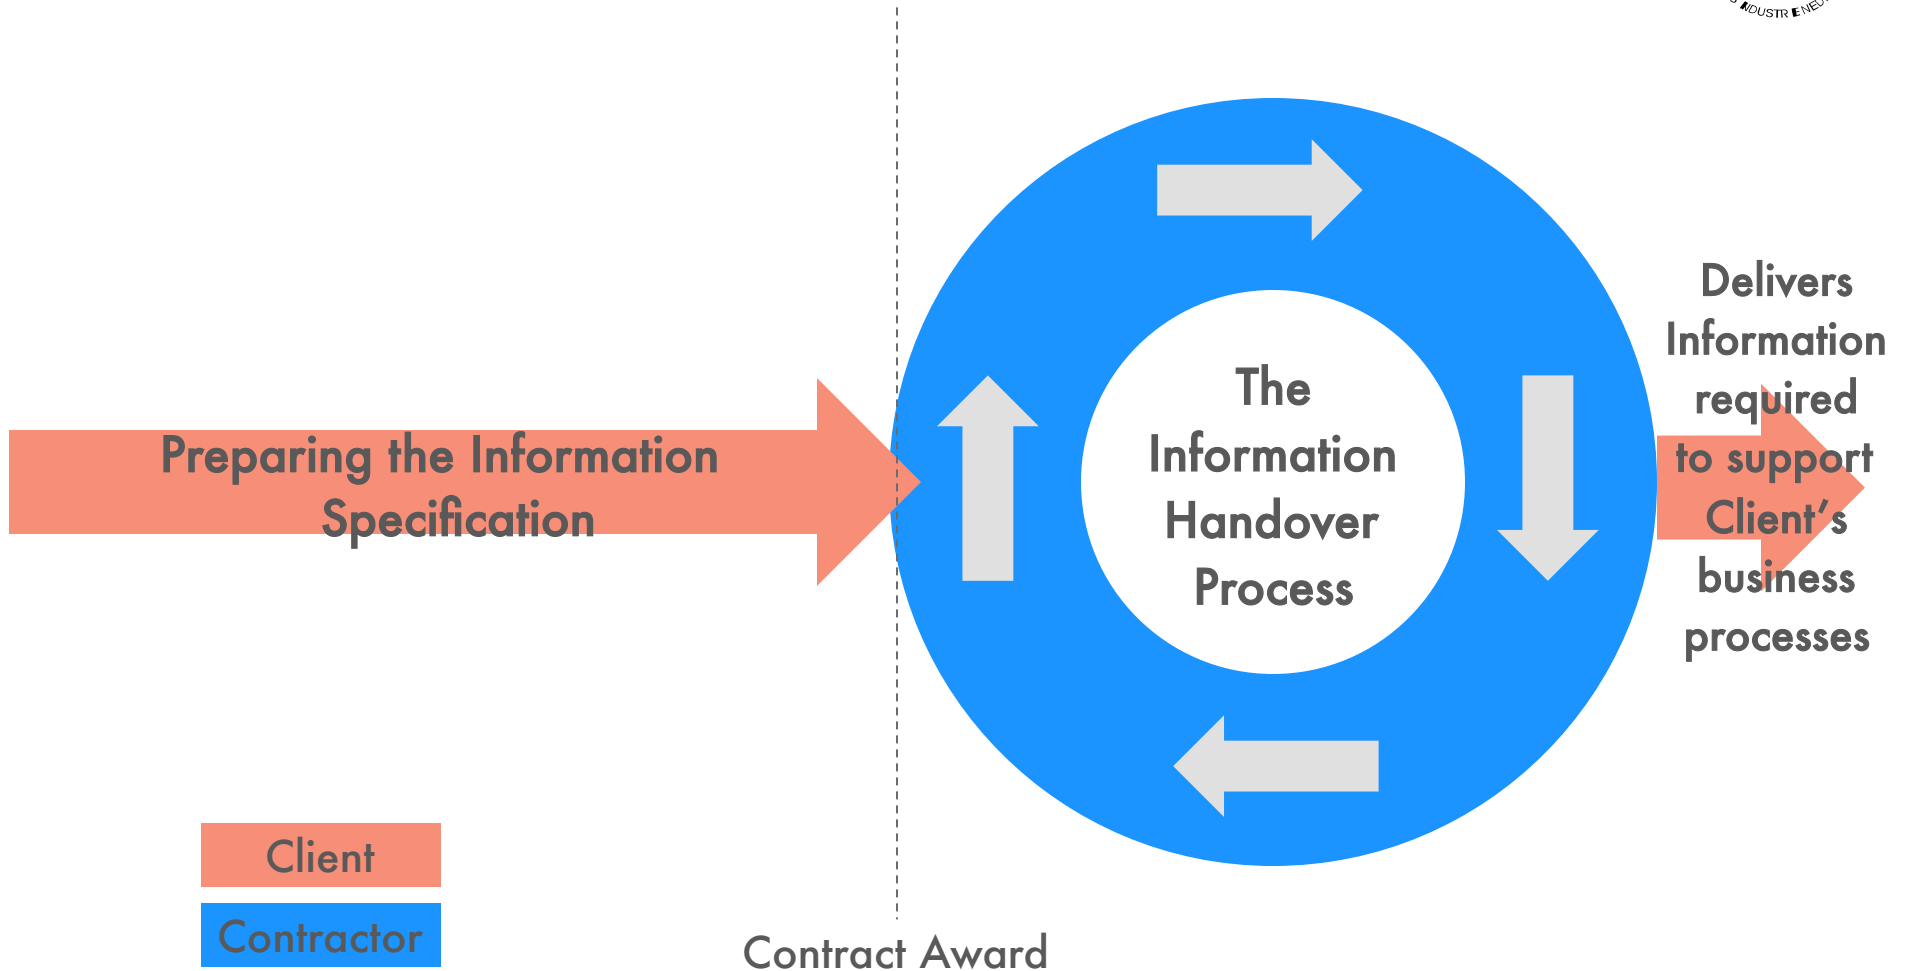 Preparing the Information
Specification
The
Information
Handover
Process
Delivers
Information
required
to support
Client’s
business
processes
Client
Contractor
Contract Award